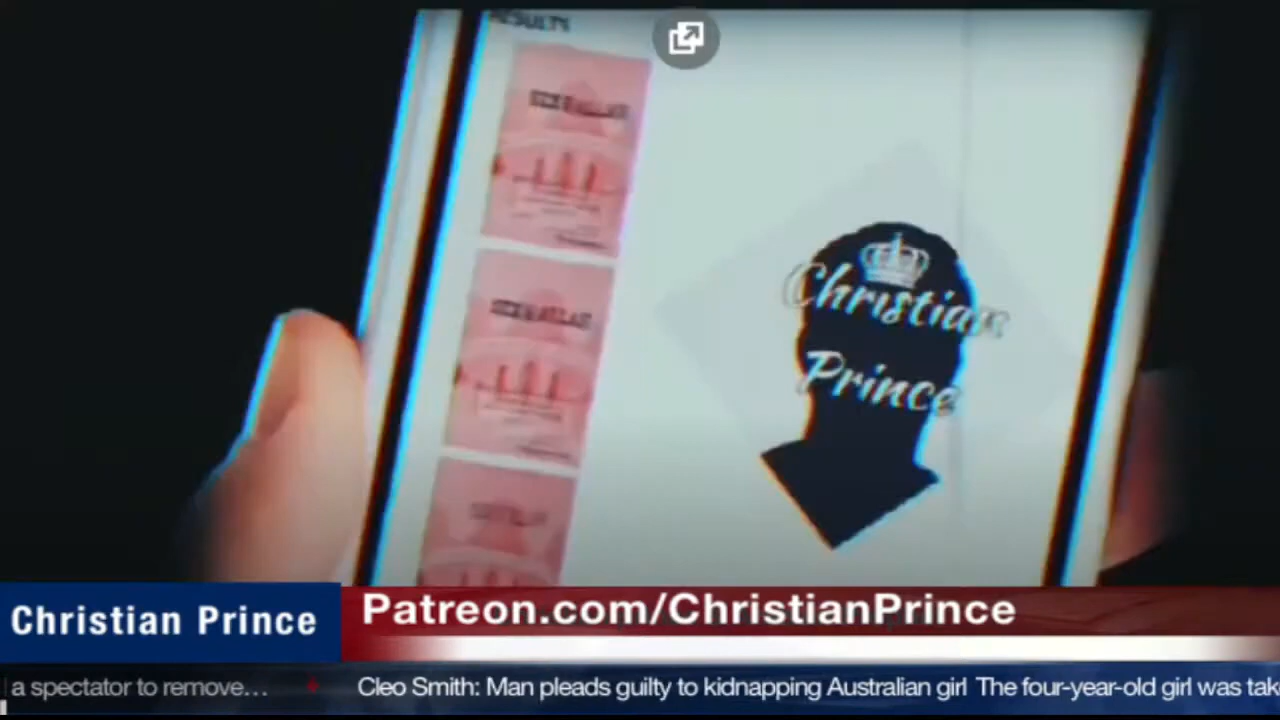 RESULTS
Christian
Prince
Christian Prince
Patreon.com/ChristianPrince
a spectator to remove…
Cleo Smith: Man pleads guilty to kidnapping Australian girl The four-year-old girl was tak